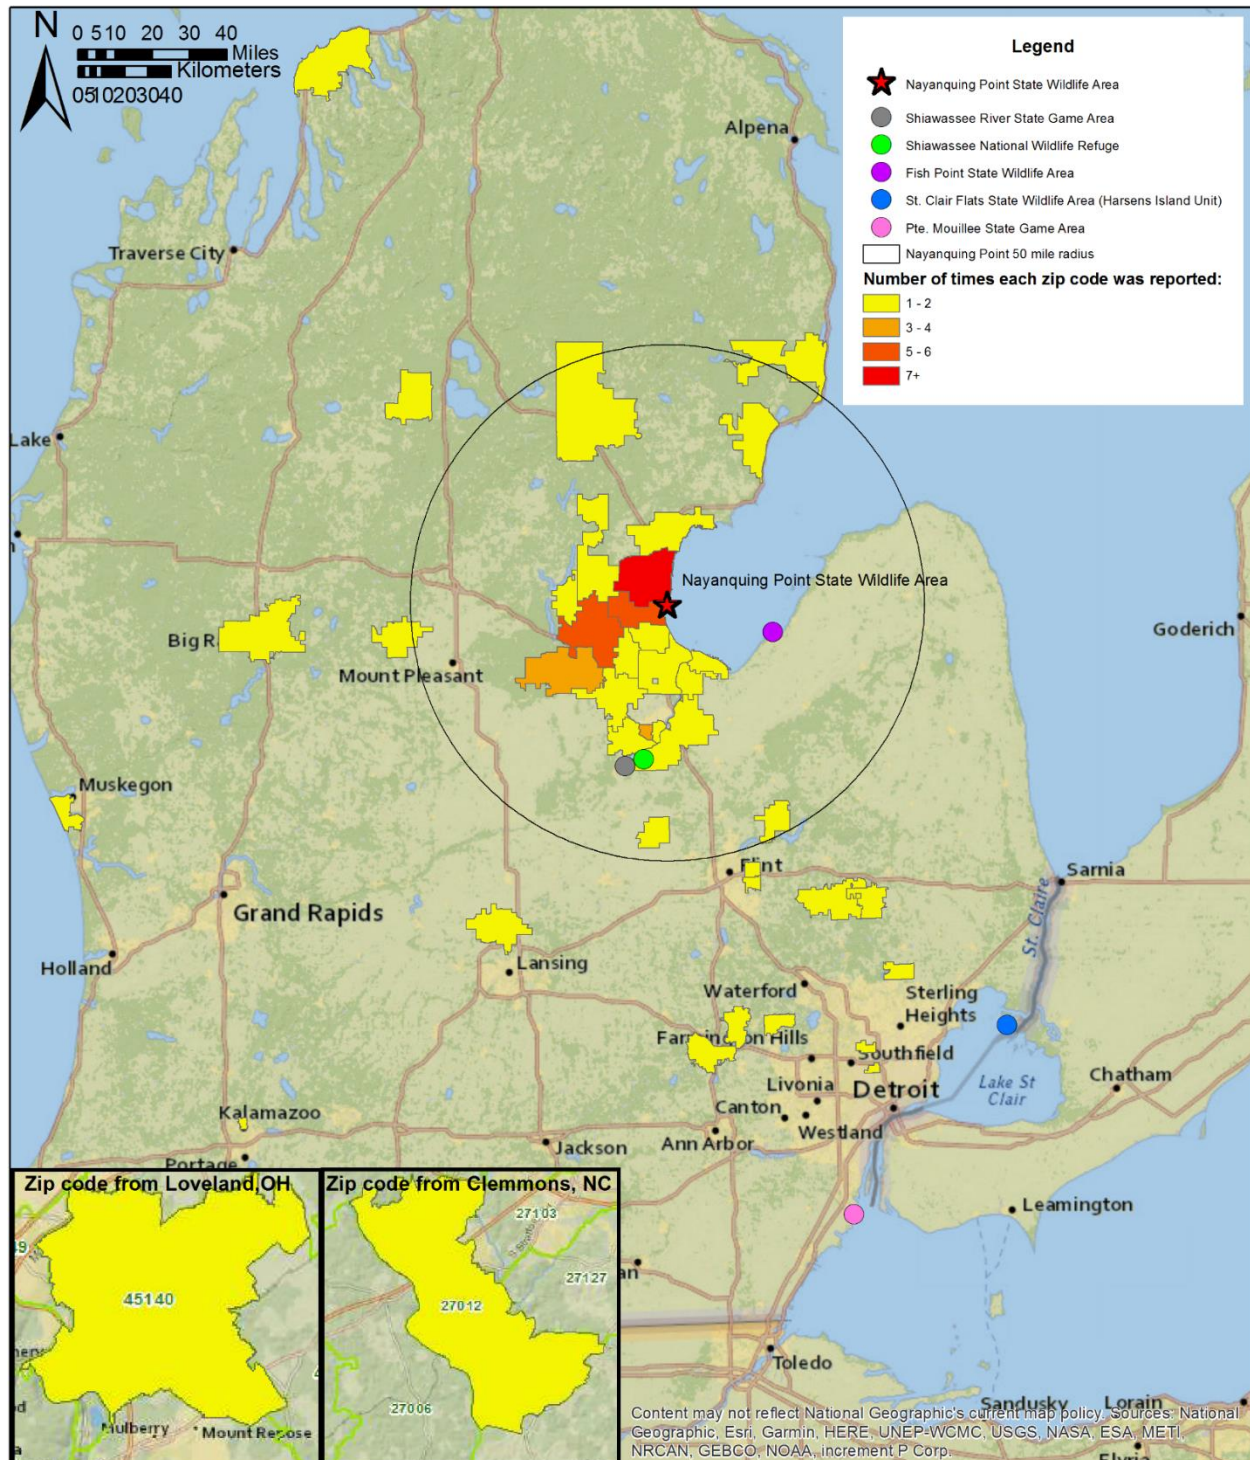 N
0 5 10 20 30 40
Miles
Kilometers
0510203040
Legend
Nayanquing Point State Wildlife Area
Shiawassee River State Game Area
Shiawassee National Wildlife Refuge
Fish Point State Wildlife Area
St. Clair Flats State Wildlife Area (Harsens Island Unit)
Pte. Mouillee State Game Area
Nayanquing Point 50 mile radius
Number of times each zip code was reported:
1 - 2
3 - 4
5 - 6
7+
Alpena
Traverse City
Lake
Nayanquing Point State Wildlife Area
Goderich
Big R
Mount Pleasant
Muskegon
Flint
Sarnia
Grand Rapids
St. Claire
Holland
Lansing
Waterford
Sterling
Heights
Farmington Hills
Southfield
Livonia
Detroit
Lake St
Clair
Chatham
Canton
Westland
Kalamazoo
Ann Arbor
Jackson
Portage
Leamington
an
Toledo
Sandusky
Lorain
Zip code from Loveland,OH
49
45140
Mulberry
Mount Repose
Zip code from Clemmons, NC
27103
27127
27012
27006
Content may not reflect National Geographic's current map policy. Sources: National
Geographic, Esri, Garmin, HERE, UNEP-WCMC, USGS, NASA, ESA, METI,
NRCAN, GEBCO, NOAA, increment P Corp.